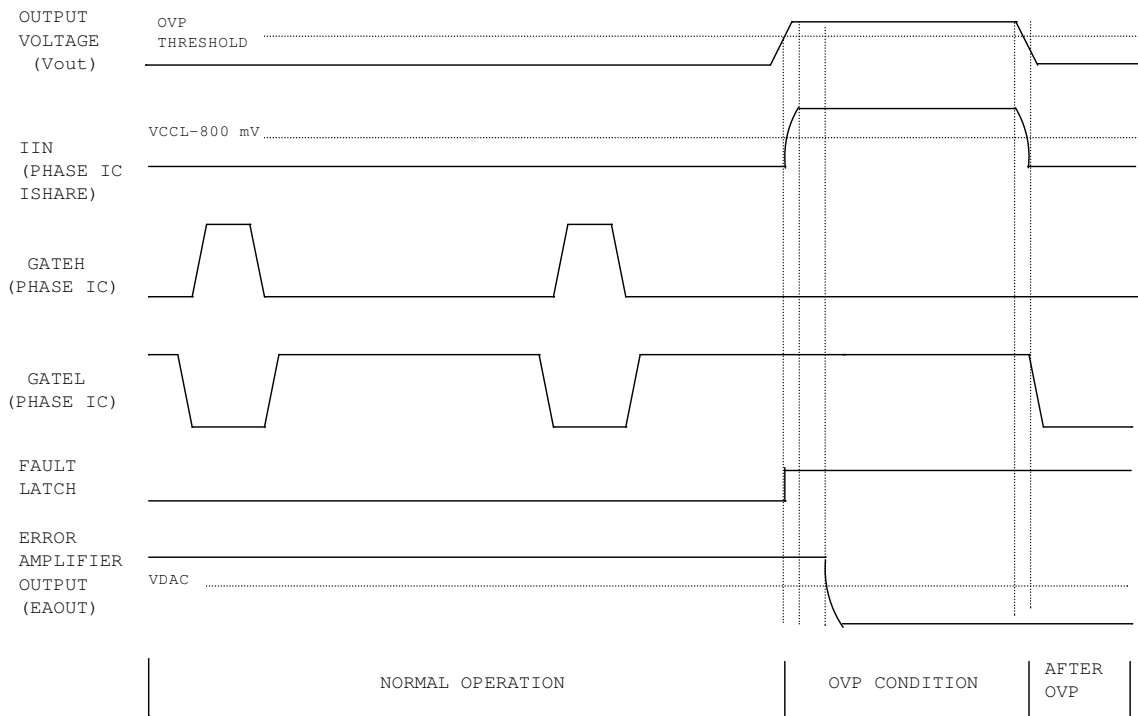 OUTPUT
VOLTAGE
(Vout)
OVP
THRESHOLD
VCCL-800 mV
IIN
(PHASE IC
ISHARE)
GATEH
(PHASE IC)
GATEL
(PHASE IC)
FAULT
LATCH
ERROR
AMPLIFIER
OUTPUT
(EAOUT)
VDAC
NORMAL OPERATION
OVP CONDITION
AFTER
OVP